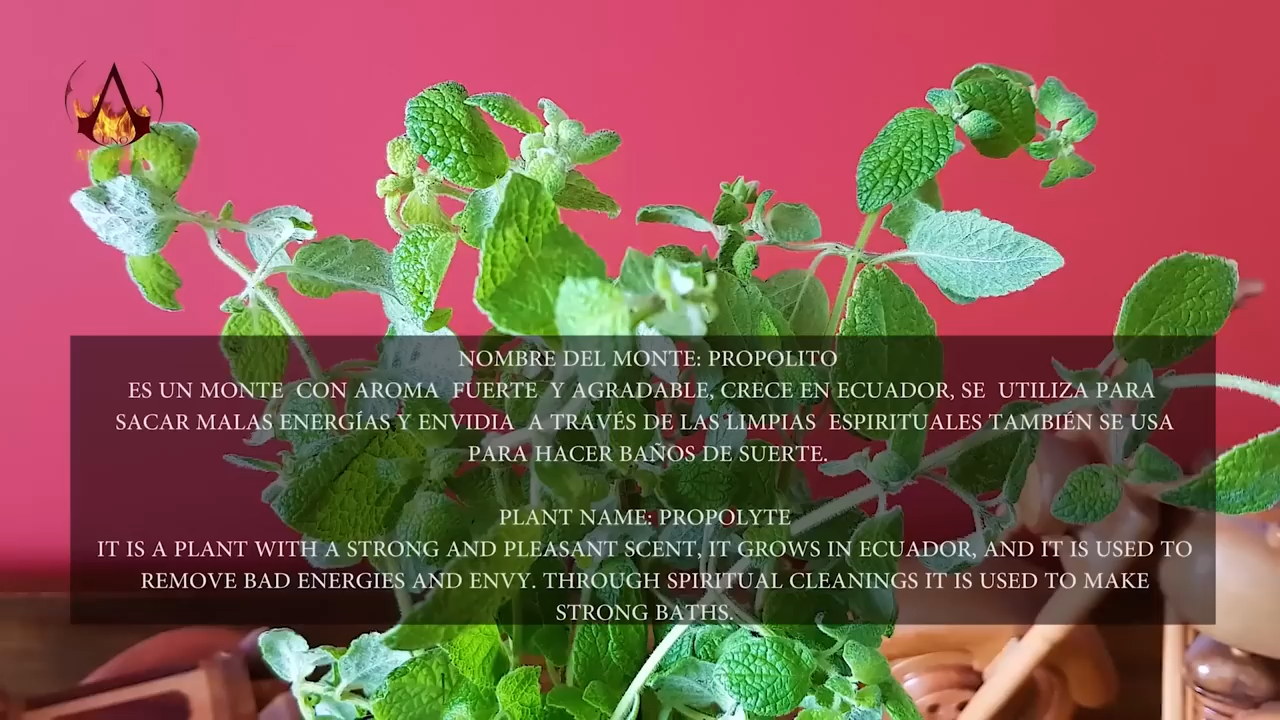 UNO
NOMBRE DEL MONTE: PROPOLITO
ES UN MONTE CON AROMA FUERTE Y AGRADABLE, CRECE EN ECUADOR, SE UTILIZA PARA
SACAR MALAS ENERGÍAS Y ENVIDIA A TRAVÉS DE LAS LIMPIAS ESPIRITUALES TAMBIÉN SE USA
PARA HACER BAÑOS DE SUERTE.
PLANT NAME: PROPOLYTE
IT IS A PLANT WITH A STRONG AND PLEASANT SCENT, IT GROWS IN ECUADOR, AND IT IS USED TO
REMOVE BAD ENERGIES AND ENVY. THROUGH SPIRITUAL CLEANINGS IT IS USED TO MAKE
STRONG BATHS.